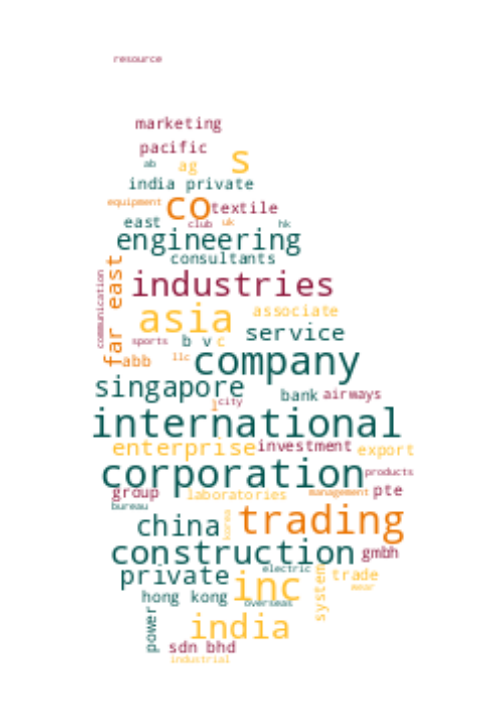 resource
marketing
pacific
ab
ag
s
india private
equipment
co
textile
east
club
uk
hk
engineering
consultants
communication
far east
industries
asia
associate
service
sports
b v
c
abb
llc
company
singapore
bank
airways
l
city
international
enterprise
investment
export
corporation
products
group
laboratories
management
pte
bureau
china
korea
trading
construction
gmbh
private
electric
inc
system
trade
wear
hong kong
overseas
power
india
sdn bhd
industrial